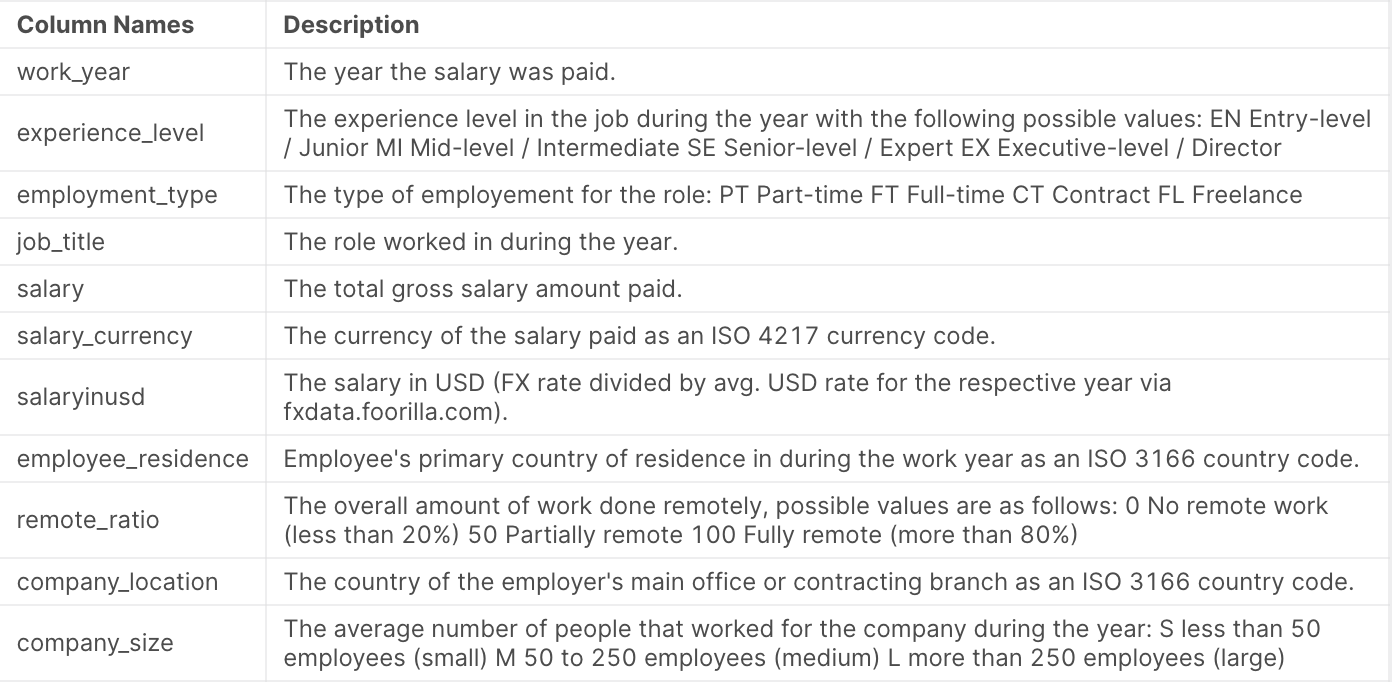 Column Names Description
work_year The year the salary was paid.
experience_level The experience level in the job during the year with the following possible values: EN Entry-level
/ Junior MI Mid-level / Intermediate SE Senior-level / Expert EX Executive-level / Director
employment_type The type of employement for the role: PT Part-time FT Full-time CT Contract FL Freelance
job_title The role worked in during the year.
salary The total gross salary amount paid.
salary_currency The currency of the salary paid as an ISO 4217 currency code.
salaryinusd The salary in USD (FX rate divided by avg. USD rate for the respective year via
fxdata.foorilla.com).
employee_residence Employee's primary country of residence in during the work year as an ISO 3166 country code.
remote_ratio The overall amount of work done remotely, possible values are as follows: 0 No remote work
(less than 20%) 50 Partially remote 100 Fully remote (more than 80%)
company_location The country of the employer's main office or contracting branch as an ISO 3166 country code.
company_size The average number of people that worked for the company during the year: S less than 50
employees (small) M 50 to 250 employees (medium) L more than 250 employees (large)